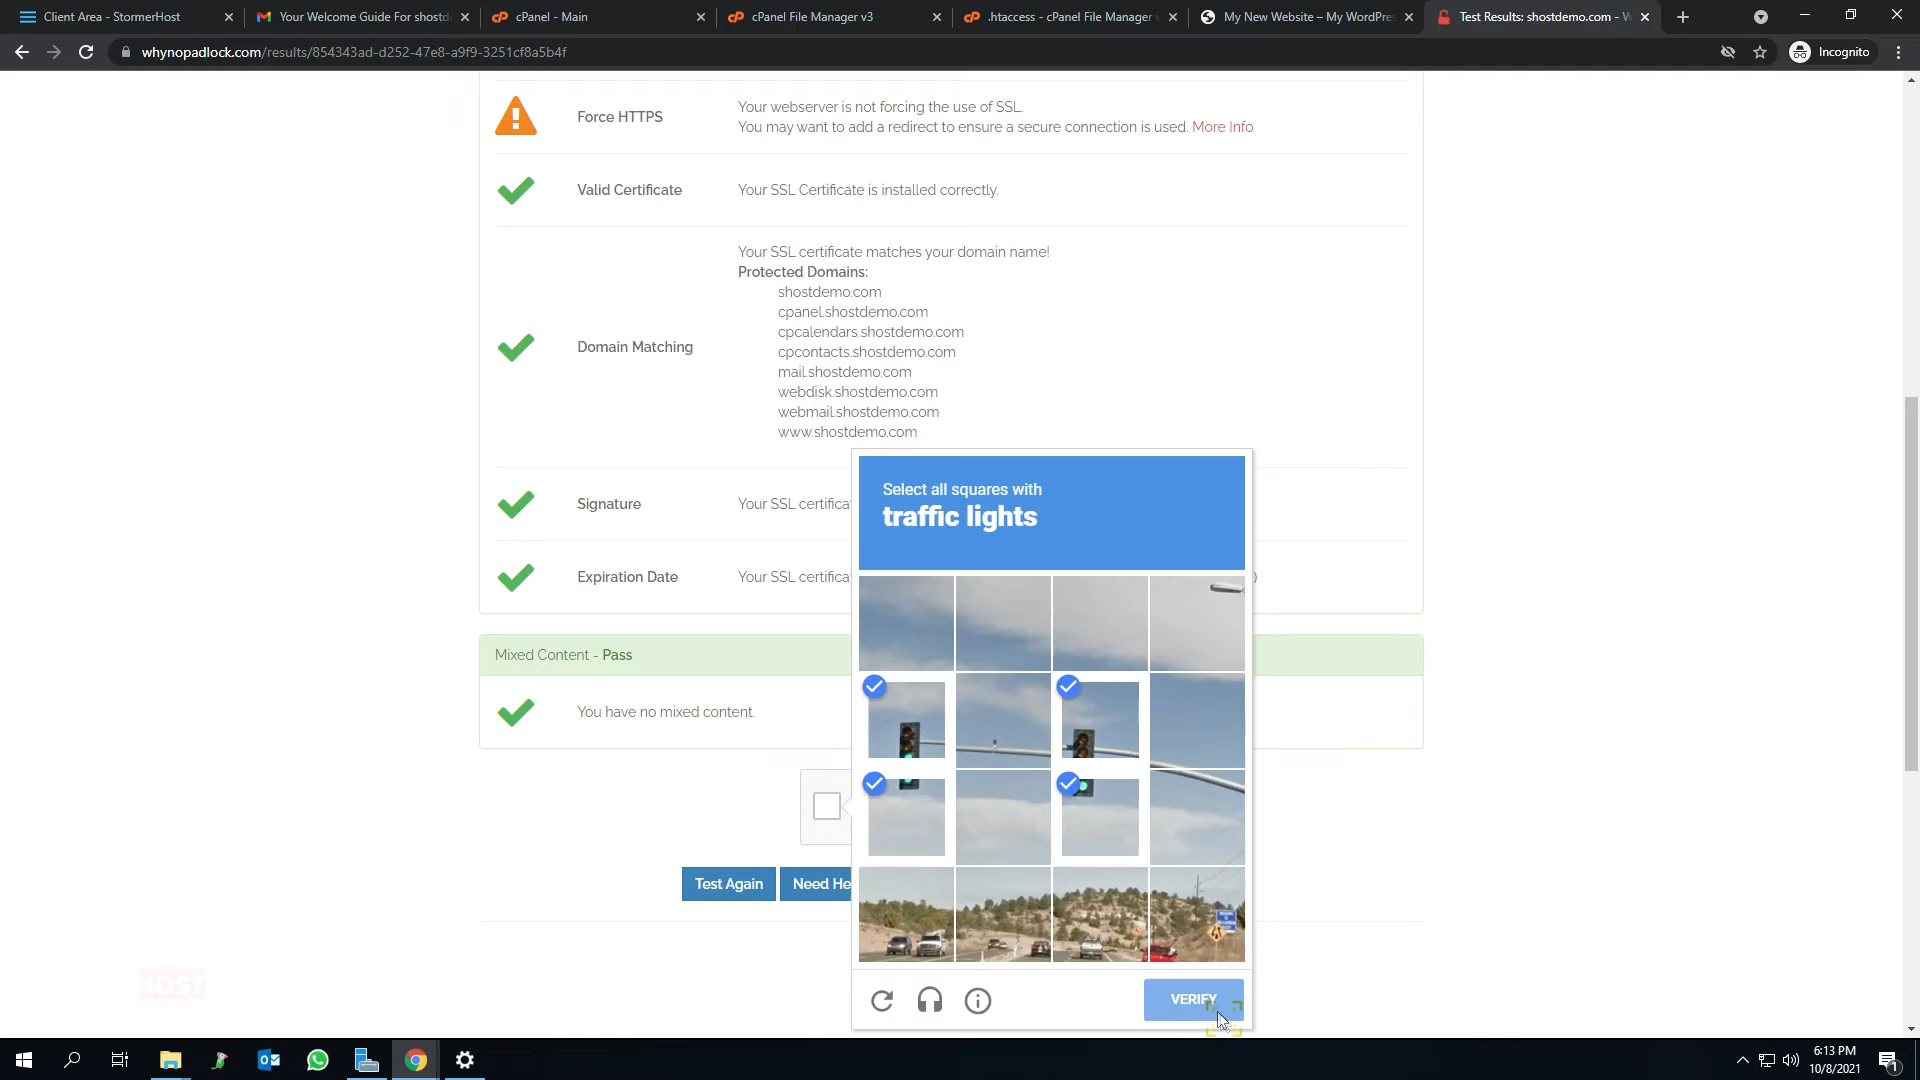 Client Area - StormerHost
Your Welcome Guide For shostd
cPanel - Main
cPanel File Manager v3
.htaccess - cPanel File Manager
My New Website – My WordPre
Test Results: shostdemo.com - W
whynopadlock.com/results/854343ad-d252-47e8-a9f9-3251cf8a5b4f
Incognito
Force HTTPS
Your webserver is not forcing the use of SSL.
You may want to add a redirect to ensure a secure connection is used. More Info
Valid Certificate
Your SSL Certificate is installed correctly.
Domain Matching
Your SSL certificate matches your domain name!
Protected Domains:
shostdemo.com
cpanel.shostdemo.com
cpcalendars.shostdemo.com
cpcontacts.shostdemo.com
mail.shostdemo.com
webdisk.shostdemo.com
webmail.shostdemo.com
www.shostdemo.com
Signature
Your SSL certifica
Expiration Date
Your SSL certifica
)
Select all squares with
traffic lights
Mixed Content - Pass
You have no mixed content.
Test Again
Need He
VERIFY
HOST
6:13 PM
10/8/2021
1